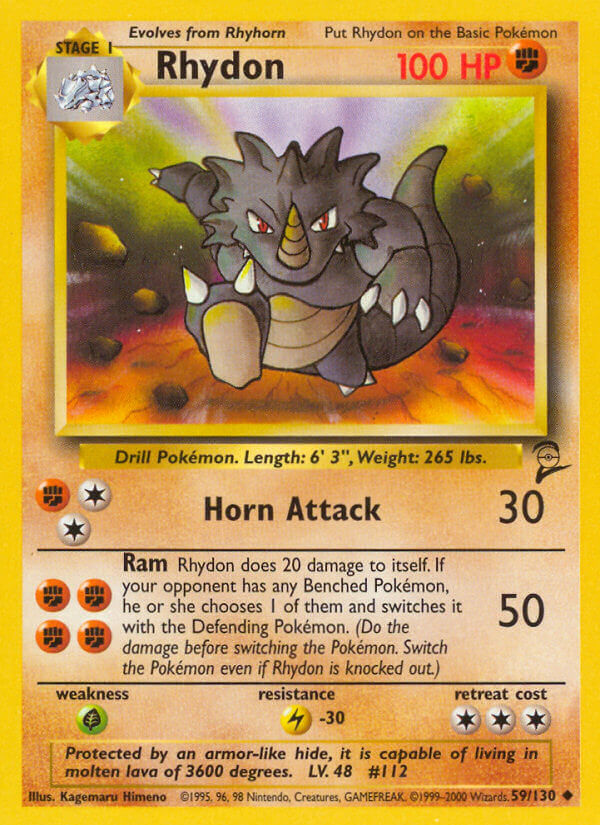 Evolves from Rhyhorn Put Rhydon on the Basic Pokémon
STAGE 1
Rhydon 100 HP
Drill Pokémon. Length: 6' 3", Weight: 265 lbs.
Horn Attack 30
Ram Rhydon does 20 damage to itself. If
your opponent has any Benched Pokémon,
he or she chooses 1 of them and switches it
with the Defending Pokémon. (Do the
damage before switching the Pokémon. Switch
the Pokémon even if Rhydon is knocked out.)
50
weakness resistance retreat cost
-30
Protected by an armor-like hide, it is capable of living in
molten lava of 3600 degrees. LV. 48 #112
Illus. Kagemaru Himeno ©1995, 96, 98 Nintendo, Creatures, GAMEFREAK. ©1999-2000 Wizards. 59/130